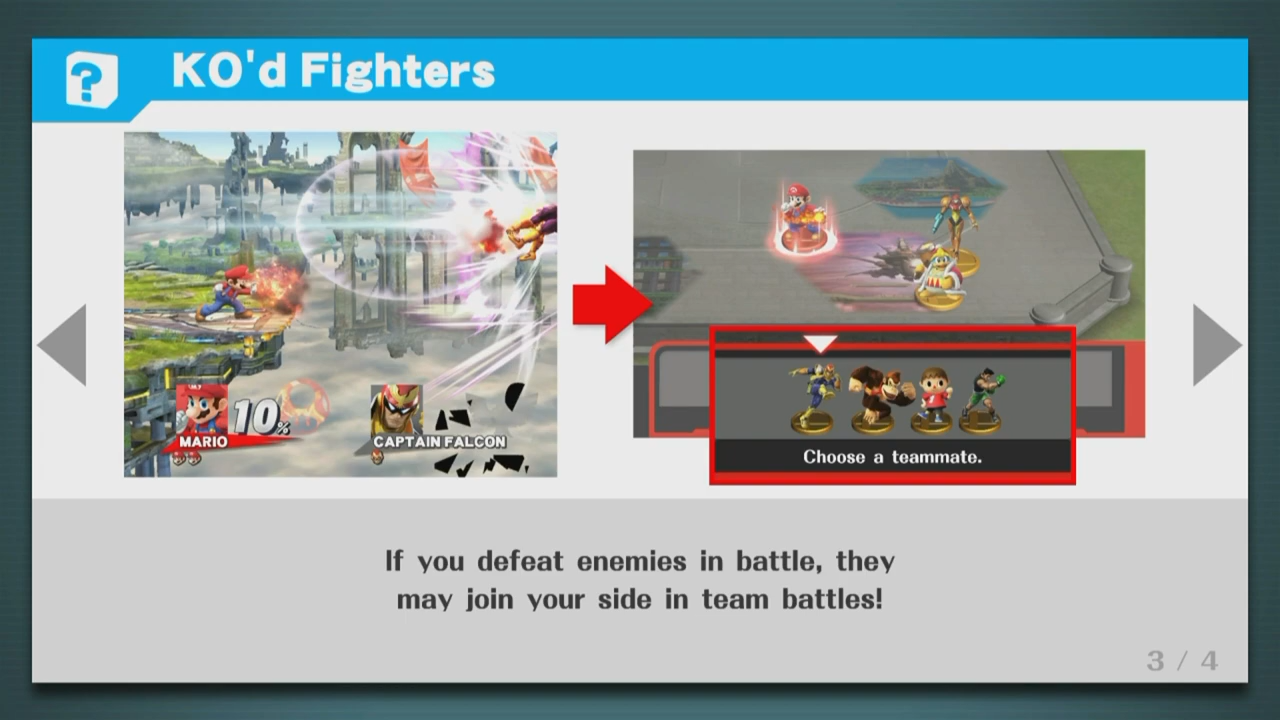 ?
KO'd Fighters
10%
MARIO
CAPTAIN FALCON
Choose a teammate.
If you defeat enemies in battle, they
may join your side in team battles!
3 / 4